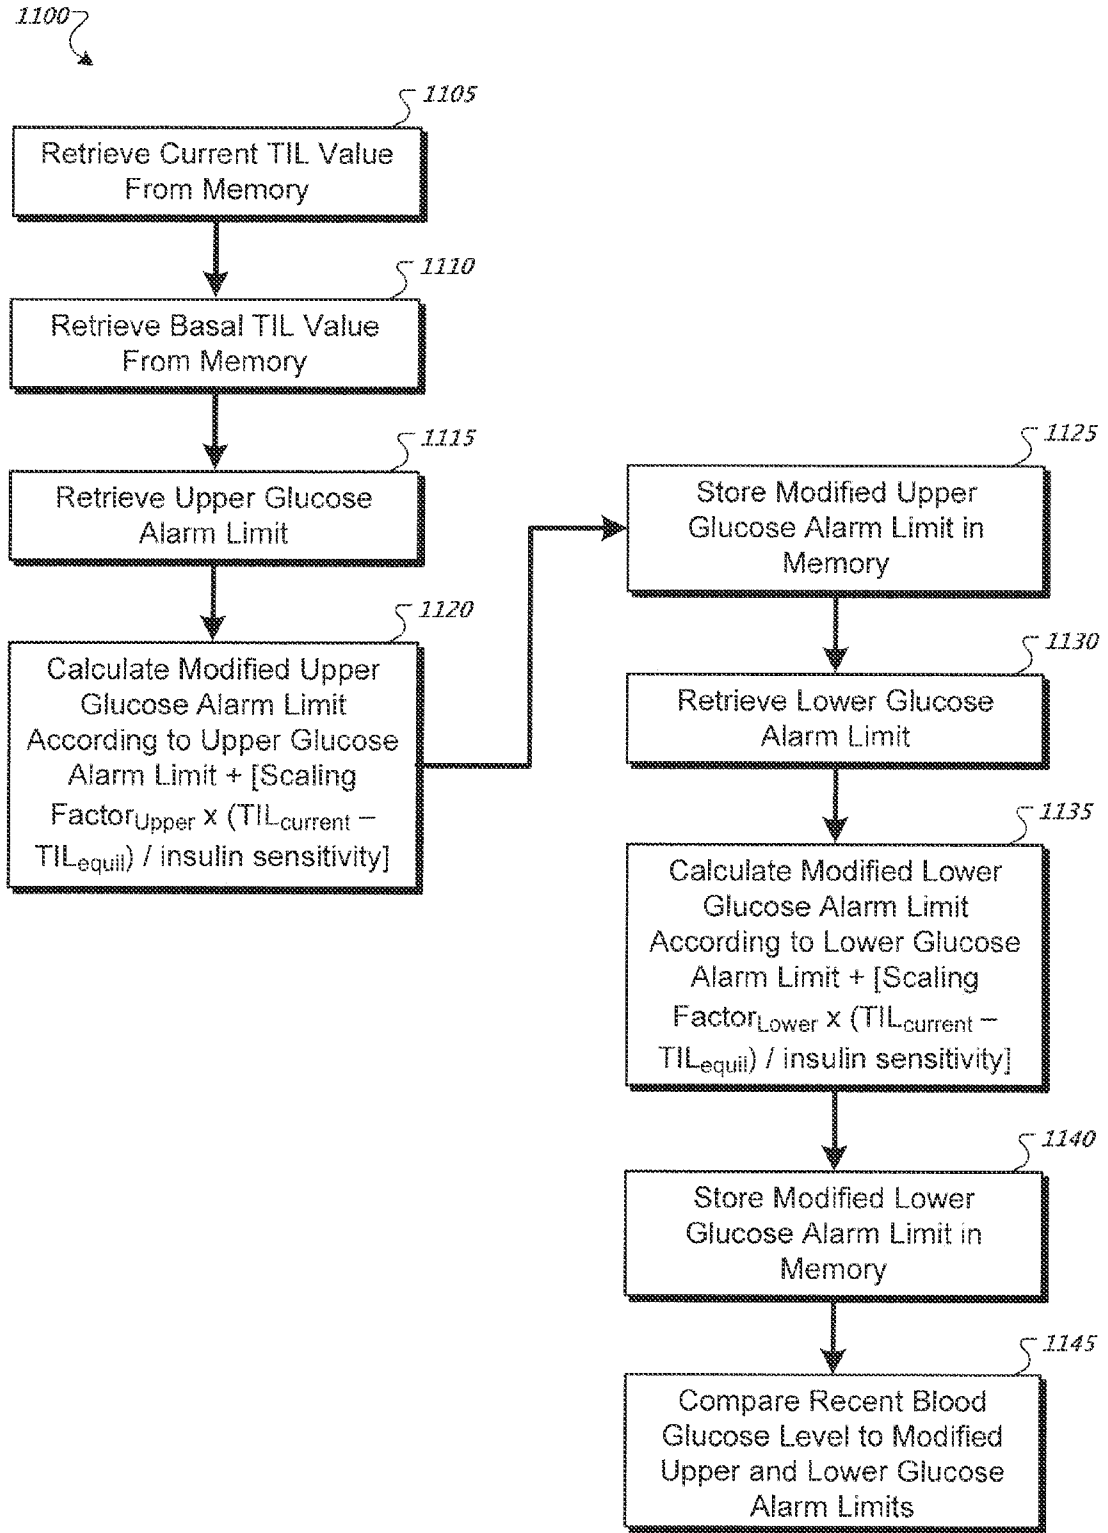 1100
1105
Retrieve Current TIL Value
From Memory
1110
Retrieve Basal TIL Value
From Memory
1115
Retrieve Upper Glucose
Alarm Limit
1120
Calculate Modified Upper
Glucose Alarm Limit
According to Upper Glucose
Alarm Limit + [Scaling
FactorUpper x (TILcurrent –
TILequil) / insulin sensitivity]
1125
Store Modified Upper
Glucose Alarm Limit in
Memory
1130
Retrieve Lower Glucose
Alarm Limit
1135
Calculate Modified Lower
Glucose Alarm Limit
According to Lower Glucose
Alarm Limit + [Scaling
FactorLower x (TILcurrent –
TILequil) / insulin sensitivity]
1140
Store Modified Lower
Glucose Alarm Limit in
Memory
1145
Compare Recent Blood
Glucose Level to Modified
Upper and Lower Glucose
Alarm Limits